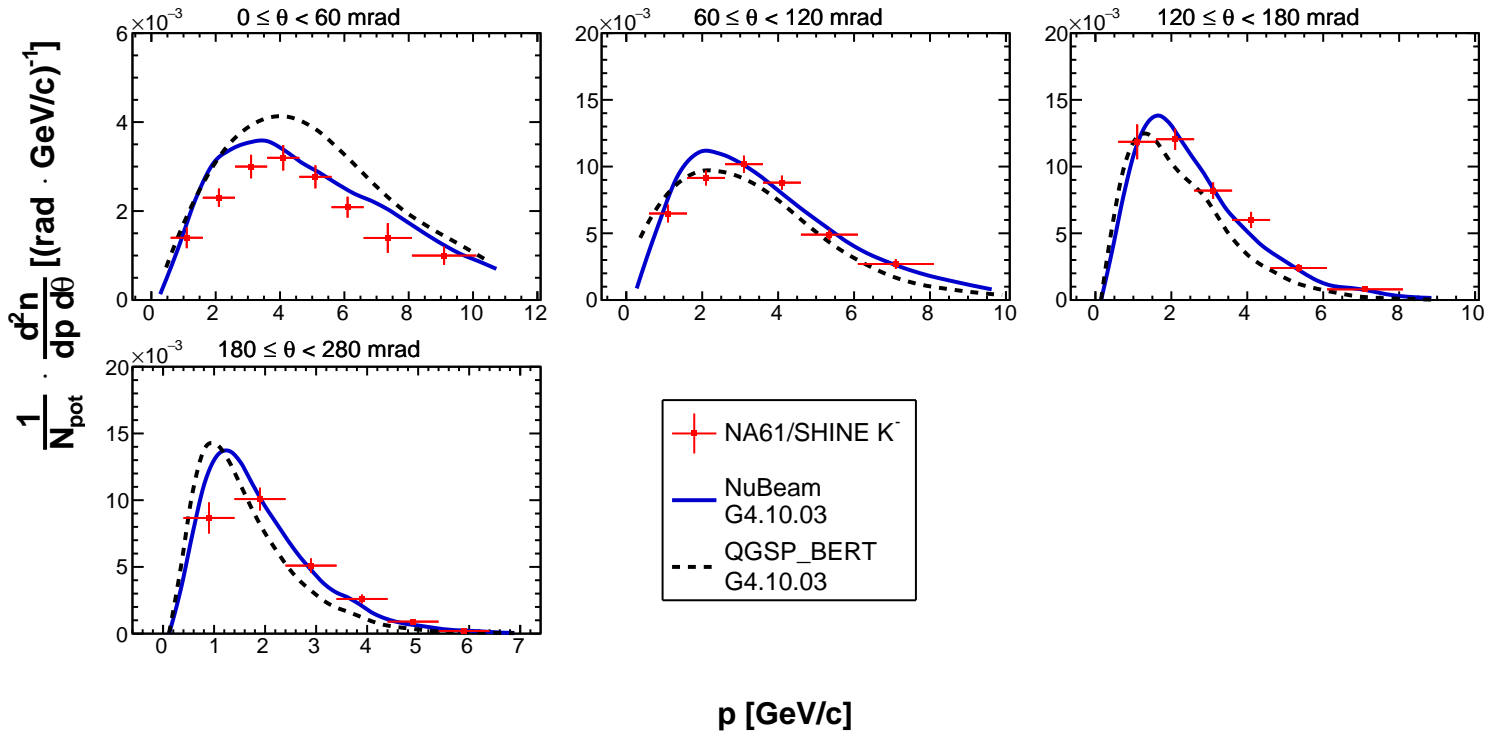 0 ≤ θ < 60 mrad
60 ≤ θ < 120 mrad
120 ≤ θ < 180 mrad
×10⁻³
×10⁻³
×10⁻³
6
4
2
0
0 2 4 6 8 10 12
20
15
10
5
0
0 2 4 6 8 10
20
15
10
5
0
0 2 4 6 8 10
180 ≤ θ < 280 mrad
×10⁻³
20
15
10
5
0
0 1 2 3 4 5 6 7
1/N_pot · d²n/dp dθ [(rad · GeV/c)⁻¹]
NA61/SHINE K⁻
NuBeam
G4.10.03
QGSP_BERT
G4.10.03
p [GeV/c]